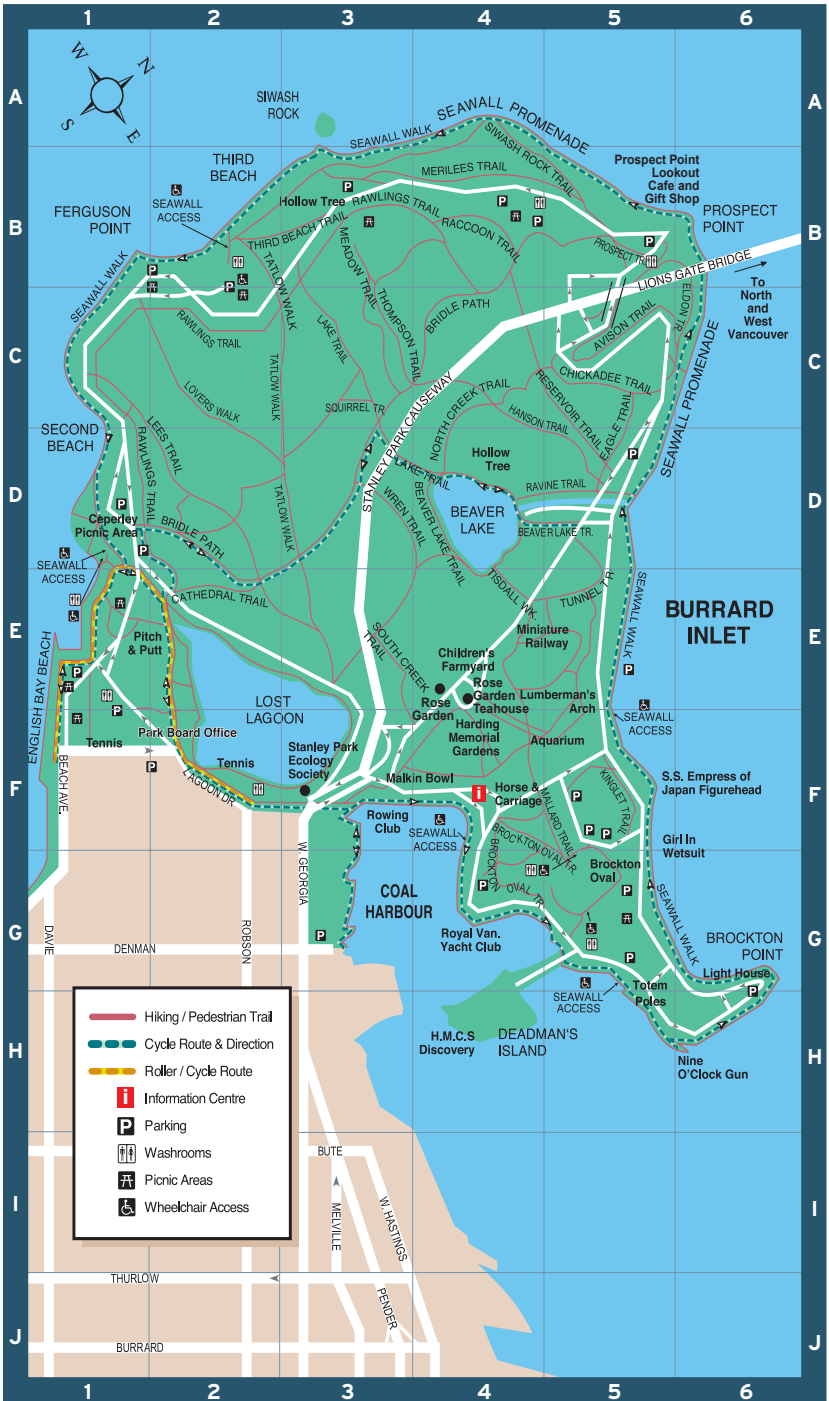 1 2 3 4 5 6
A
A
W
N
S
E
SIWASH
ROCK
SEAWALL PROMENADE
SEAWALL WALK
SIWASH ROCK TRAIL
THIRD
BEACH
MERILEES TRAIL
Prospect Point
Lookout
Cafe and
Gift Shop
P
SEAWALL
ACCESS
Hollow Tree
RAWLINGS TRAIL
P
P
FERGUSON
POINT
B
B
THIRD BEACH TRAIL
RACCOON TRAIL
PROSPECT
POINT
P
PROSPECT TR.
LIONS GATE BRIDGE
To
North
and
West
Vancouver
SEAWALL WALK
P
P
TATLOW WALK
MEADOW TRAIL
THOMPSON TRAIL
BRIDLE PATH
ELDON TR.
RAWLINGS TRAIL
LAKE TRAIL
AVISON TRAIL
C
C
CHICKADEE TRAIL
LOVERS WALK
TATLOW WALK
SQUIRREL TR.
STANLEY PARK CAUSEWAY
NORTH CREEK TRAIL
RESERVOIR TRAIL
HANSON TRAIL
EAGLE TRAIL
SEAWALL PROMENADE
SECOND
BEACH
LEES TRAIL
RAWLINGS TRAIL
Hollow
Tree
P
LAKE TRAIL
RAVINE TRAIL
D
D
P
TATLOW WALK
WREN TRAIL
BEAVER LAKE TRAIL
BEAVER
LAKE
BEAVER LAKE TR.
Ceperley
Picnic Area
BRIDLE PATH
P
SEAWALL
ACCESS
TISDALL WK.
TUNNEL TR.
SEAWALL WALK
CATHEDRAL TRAIL
BURRARD
INLET
E
E
Pitch
& Putt
SOUTH CREEK
TRAIL
Miniature
Railway
Children's
Farmyard
P
ENGLISH BAY BEACH
P
P
LOST
LAGOON
Rose
Garden
Rose
Garden
Teahouse
Lumberman's
Arch
SEAWALL
ACCESS
Park Board Office
Harding
Memorial
Gardens
Aquarium
Tennis
Stanley Park
Ecology
Society
P
Tennis
Malkin Bowl
S.S. Empress of
Japan Figurehead
F
F
BEACH AVE.
LAGOON DR.
i
Horse &
Carriage
P
KINGLET TRAIL
MALLARD TRAIL
Rowing
Club
SEAWALL
ACCESS
P
P
Girl In
Wetsuit
W. GEORGIA
BROCKTON OVAL TR.
Brockton
Oval
COAL
HARBOUR
P
BROCKTON
OVAL TR.
P
SEAWALL WALK
G
G
DAVIE
DENMAN
ROBSON
P
Royal Van.
Yacht Club
P
BROCKTON
POINT
Light House
P
SEAWALL
ACCESS
Totem
Poles
H.M.C.S
Discovery
DEADMAN'S
ISLAND
H
H
Nine
O'Clock Gun
Hiking / Pedestrian Trail
Cycle Route & Direction
Roller / Cycle Route
i Information Centre
P Parking
Washrooms
Picnic Areas
Wheelchair Access
BUTE
I
I
MELVILLE
W. HASTINGS
THURLOW
PENDER
J
J
BURRARD
1 2 3 4 5 6